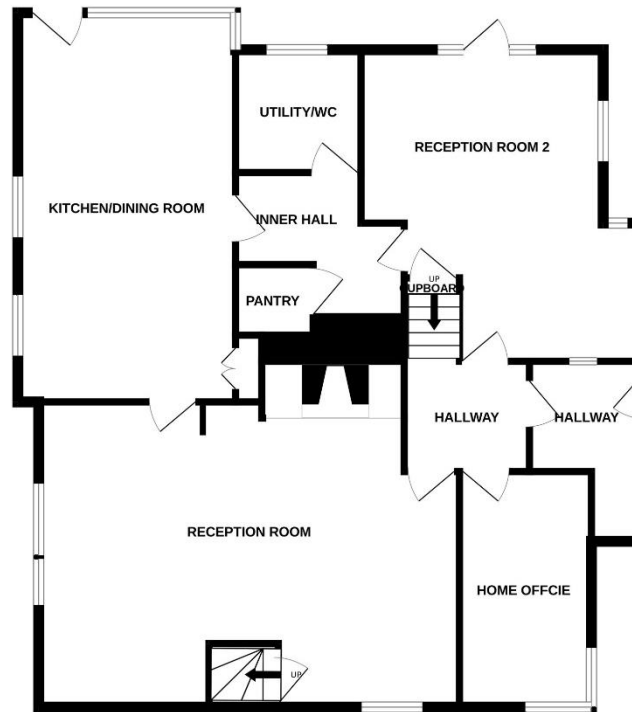 UTILITY/WC
RECEPTION ROOM 2
KITCHEN/DINING ROOM
INNER HALL
UP
CUPBOARD
PANTRY
HALLWAY
HALLWAY
RECEPTION ROOM
HOME OFFCIE
UP